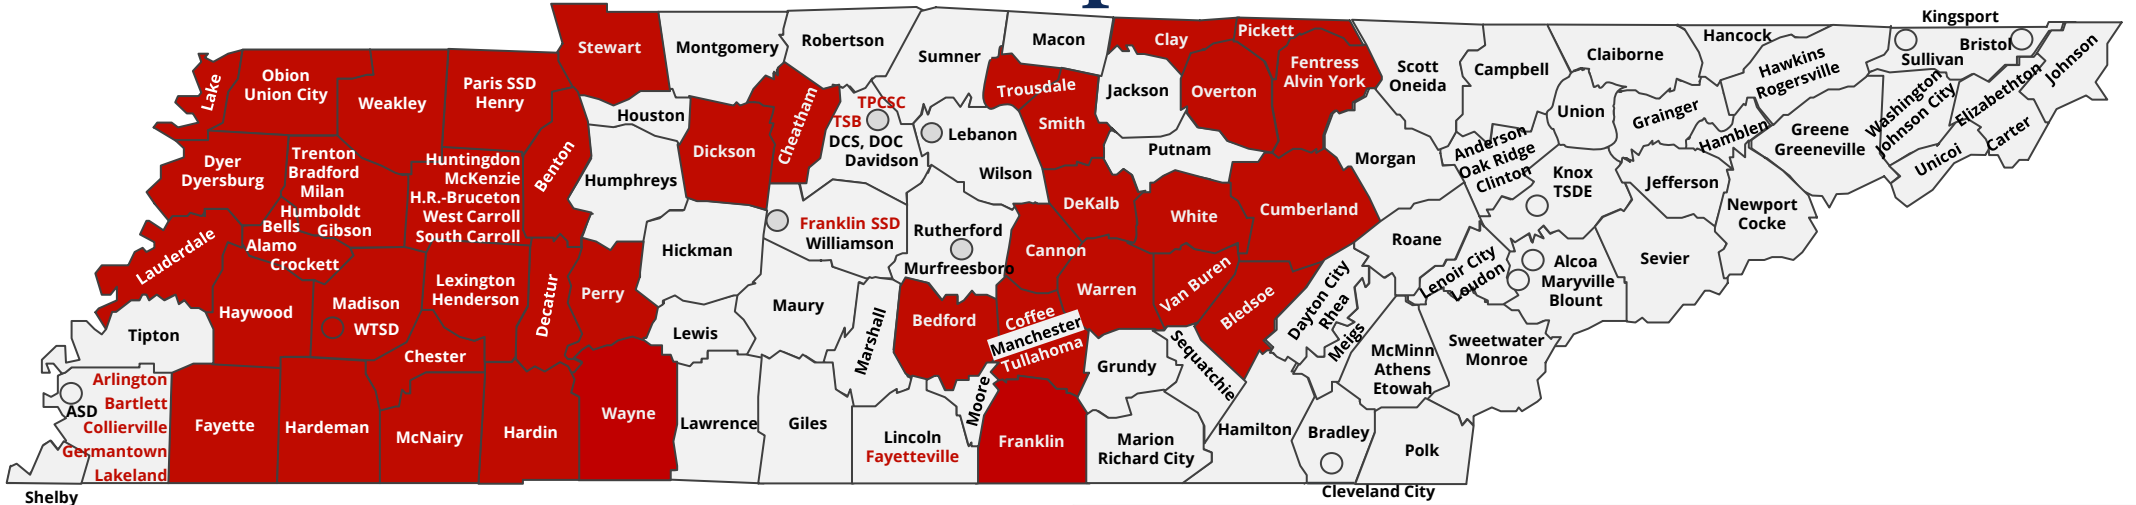 Lake
Obion
Union City
Weakley
Paris SSD
Henry
Stewart
Montgomery
Robertson
Sumner
Macon
Clay
Pickett
Fentress
Alvin York
Scott
Oneida
Campbell
Claiborne
Hancock
Hawkins
Rogersville
Kingsport
Sullivan
Bristol
Johnson
Dyer
Dyersburg
Trenton
Bradford
Milan
Humboldt
Gibson
Huntingdon
McKenzie
H.R.-Bruceton
West Carroll
South Carroll
Benton
Houston
Humphreys
Dickson
Cheatham
TPCSC
TSB
DCS, DOC
Davidson
Lebanon
Wilson
Trousdale
Smith
Jackson
Overton
Putnam
Morgan
Anderson
Oak Ridge
Clinton
Union
Grainger
Hamblen
Greene
Greeneville
Washington
Johnson City
Elizabethton
Carter
Unicoi
Lauderdale
Bells
Alamo
Crockett
Haywood
Madison
WTSD
Lexington
Henderson
Decatur
Perry
Hickman
Franklin SSD
Williamson
Rutherford
Murfreesboro
Cannon
DeKalb
White
Cumberland
Roane
Knox
TSDE
Jefferson
Newport
Cocke
Sevier
Alcoa
Maryville
Blount
Lenoir City
Loudon
Tipton
Chester
Lewis
Maury
Marshall
Bedford
Coffee
Manchester
Tullahoma
Warren
Van Buren
Bledsoe
Dayton City
Rhea
Meigs
McMinn
Athens
Etowah
Sweetwater
Monroe
Arlington
ASD
Bartlett
Collierville
Germantown
Lakeland
Shelby
Fayette
Hardeman
McNairy
Hardin
Wayne
Lawrence
Giles
Lincoln
Fayetteville
Moore
Franklin
Grundy
Sequatchie
Marion
Richard City
Hamilton
Bradley
Cleveland City
Polk